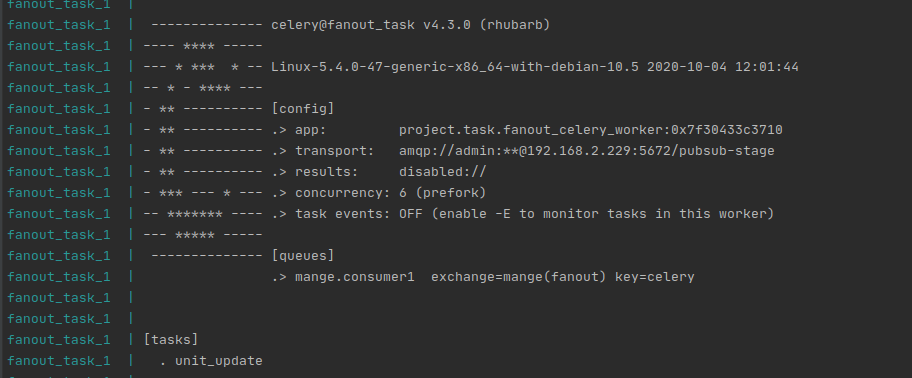 fanout_task_1  |
fanout_task_1  |  -------------- celery@fanout_task v4.3.0 (rhubarb)
fanout_task_1  | ---- **** -----
fanout_task_1  | --- * ***  * -- Linux-5.4.0-47-generic-x86_64-with-debian-10.5 2020-10-04 12:01:44
fanout_task_1  | -- * - **** ---
fanout_task_1  | - ** ---------- [config]
fanout_task_1  | - ** ---------- .> app:         project.task.fanout_celery_worker:0x7f30433c3710
fanout_task_1  | - ** ---------- .> transport:   amqp://admin:**@192.168.2.229:5672/pubsub-stage
fanout_task_1  | - ** ---------- .> results:     disabled://
fanout_task_1  | - *** --- * --- .> concurrency: 6 (prefork)
fanout_task_1  | -- ******* ---- .> task events: OFF (enable -E to monitor tasks in this worker)
fanout_task_1  | --- ***** -----
fanout_task_1  |  -------------- [queues]
fanout_task_1  |                 .> mange.consumer1  exchange=mange(fanout) key=celery
fanout_task_1  |
fanout_task_1  |
fanout_task_1  | [tasks]
fanout_task_1  |   . unit_update